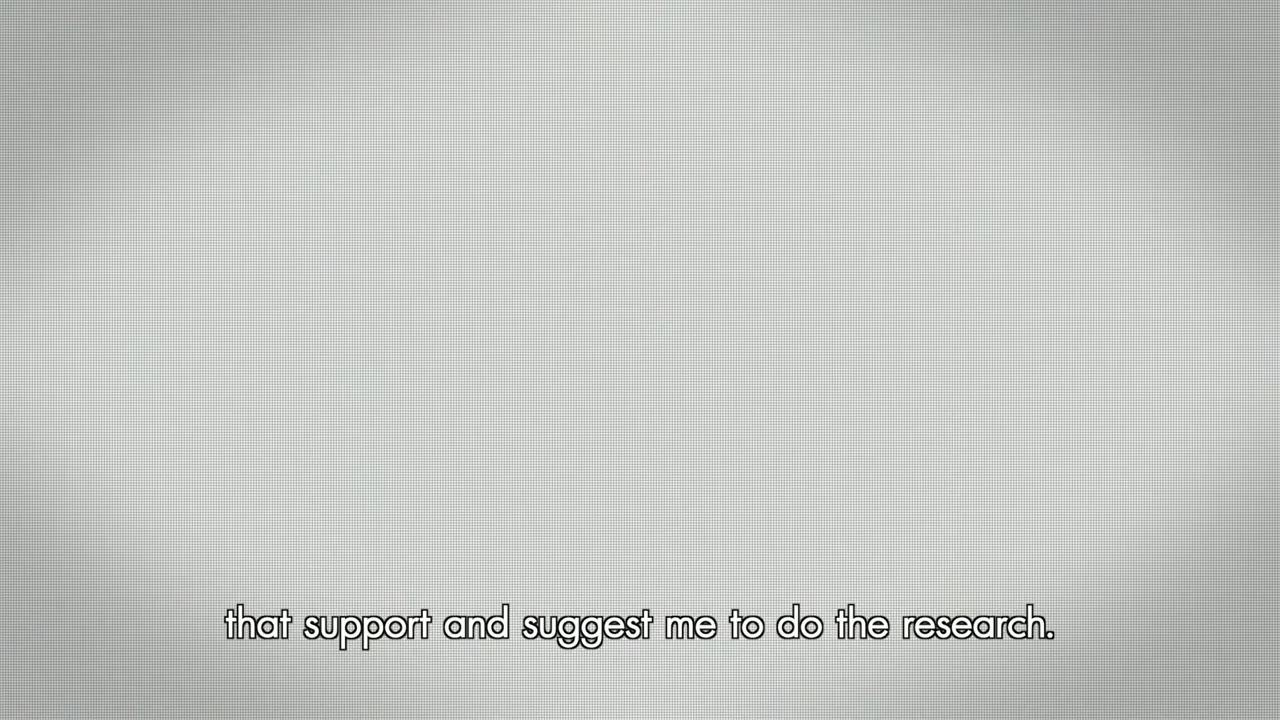 that support and suggest me to do the research.